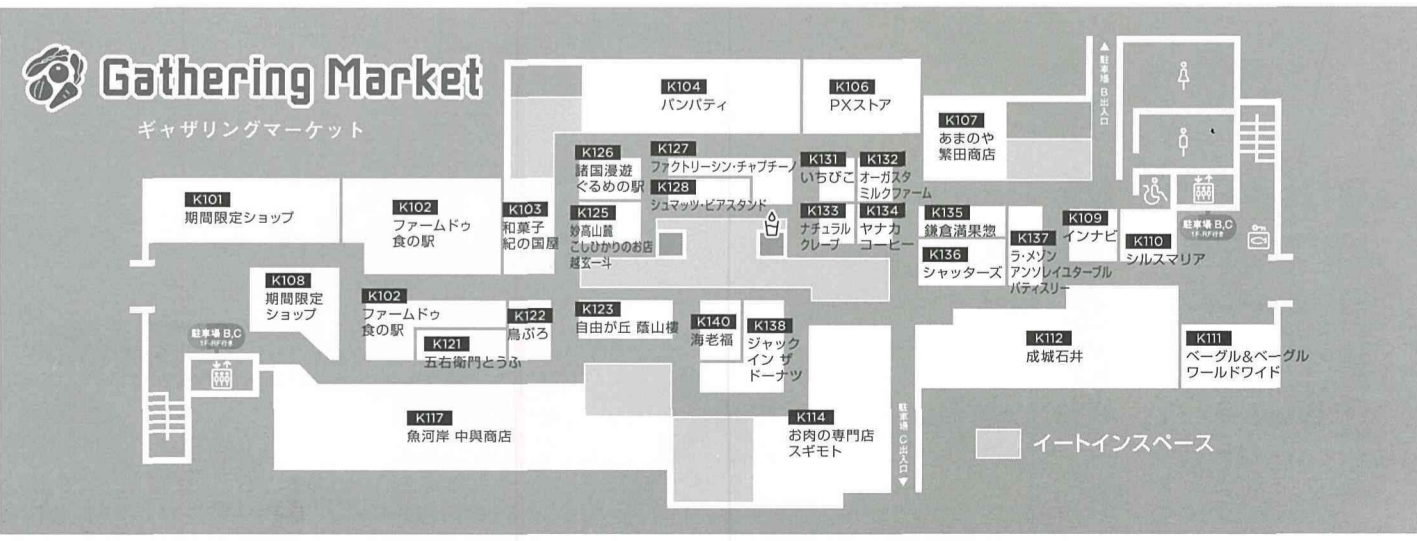 Gathering Market
ギャザリングマーケット
K101
期間限定ショップ
K102
ファームドゥ
食の駅
K103
和菓子
紀の国屋
K104
パンパティ
K106
PXストア
K107
あまのや
繁田商店
▲駐車場B出入口
K126
諸国漫遊
ぐるめの駅
K127
ファクトリーシン・チャプチーノ
K128
シュマッツ・ビアスタンド
K125
妙高山麓
こしひかりのお店
越玄一斗
K131
いちびこ
K132
オーガスタ
ミルクファーム
K133
ナチュラル
クレープ
K134
ヤナカ
コーヒー
K135
鎌倉満果惣
K136
シャッターズ
K137
ラ・メゾン
アンソレイユターブル
パティスリー
K109
インナビ
K110
シルスマリア
駐車場 B,C
1F-RF行き
K108
期間限定
ショップ
駐車場 B,C
1F-RF行き
K102
ファームドゥ
食の駅
K121
五右衛門とうふ
K122
鳥ぷろ
K123
自由が丘 蔭山樓
K140
海老福
K138
ジャック
イン ザ
ドーナツ
K112
成城石井
K111
ベーグル&ベーグル
ワールドワイド
K117
魚河岸 中與商店
K114
お肉の専門店
スギモト
駐車場C出入口▼
イートインスペース